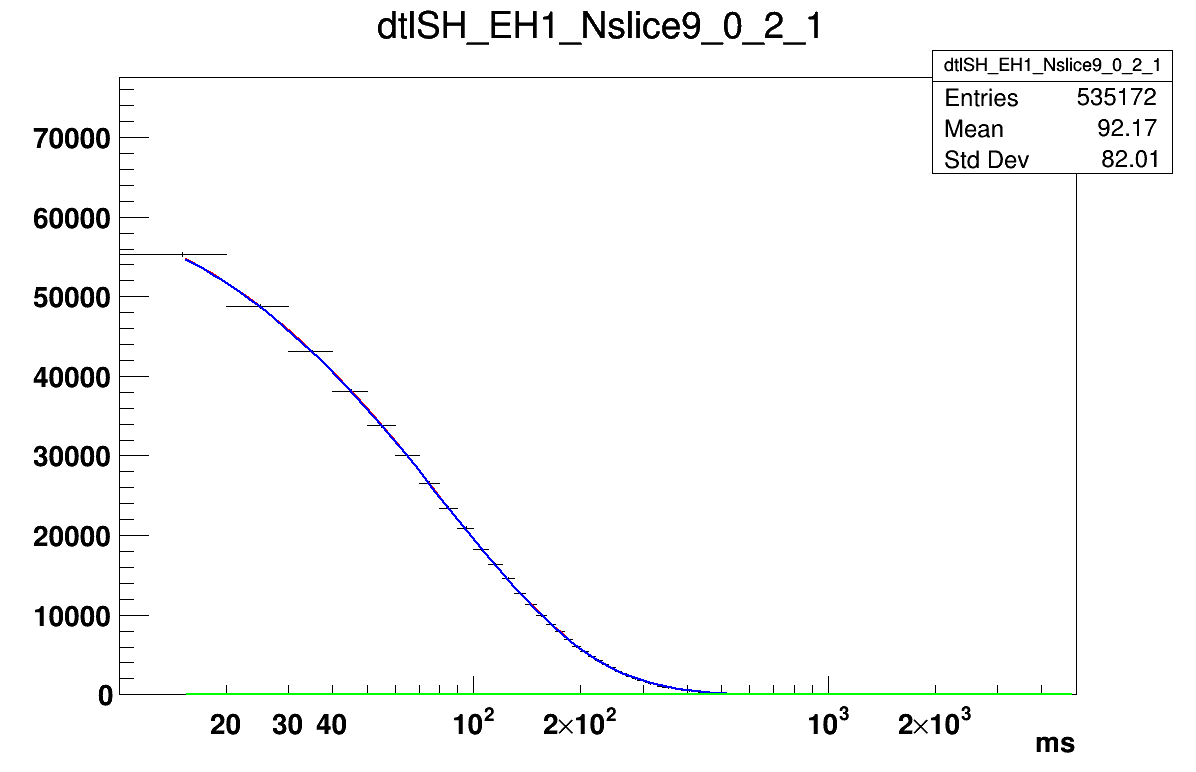 dtlSH_EH1_Nslice9_0_2_1
dtlSH_EH1_Nslice9_0_2_1
Entries 535172
Mean 92.17
Std Dev 82.01
70000
60000
50000
40000
30000
20000
10000
0
20 30 40 10² 2×10² 10³ 2×10³
ms